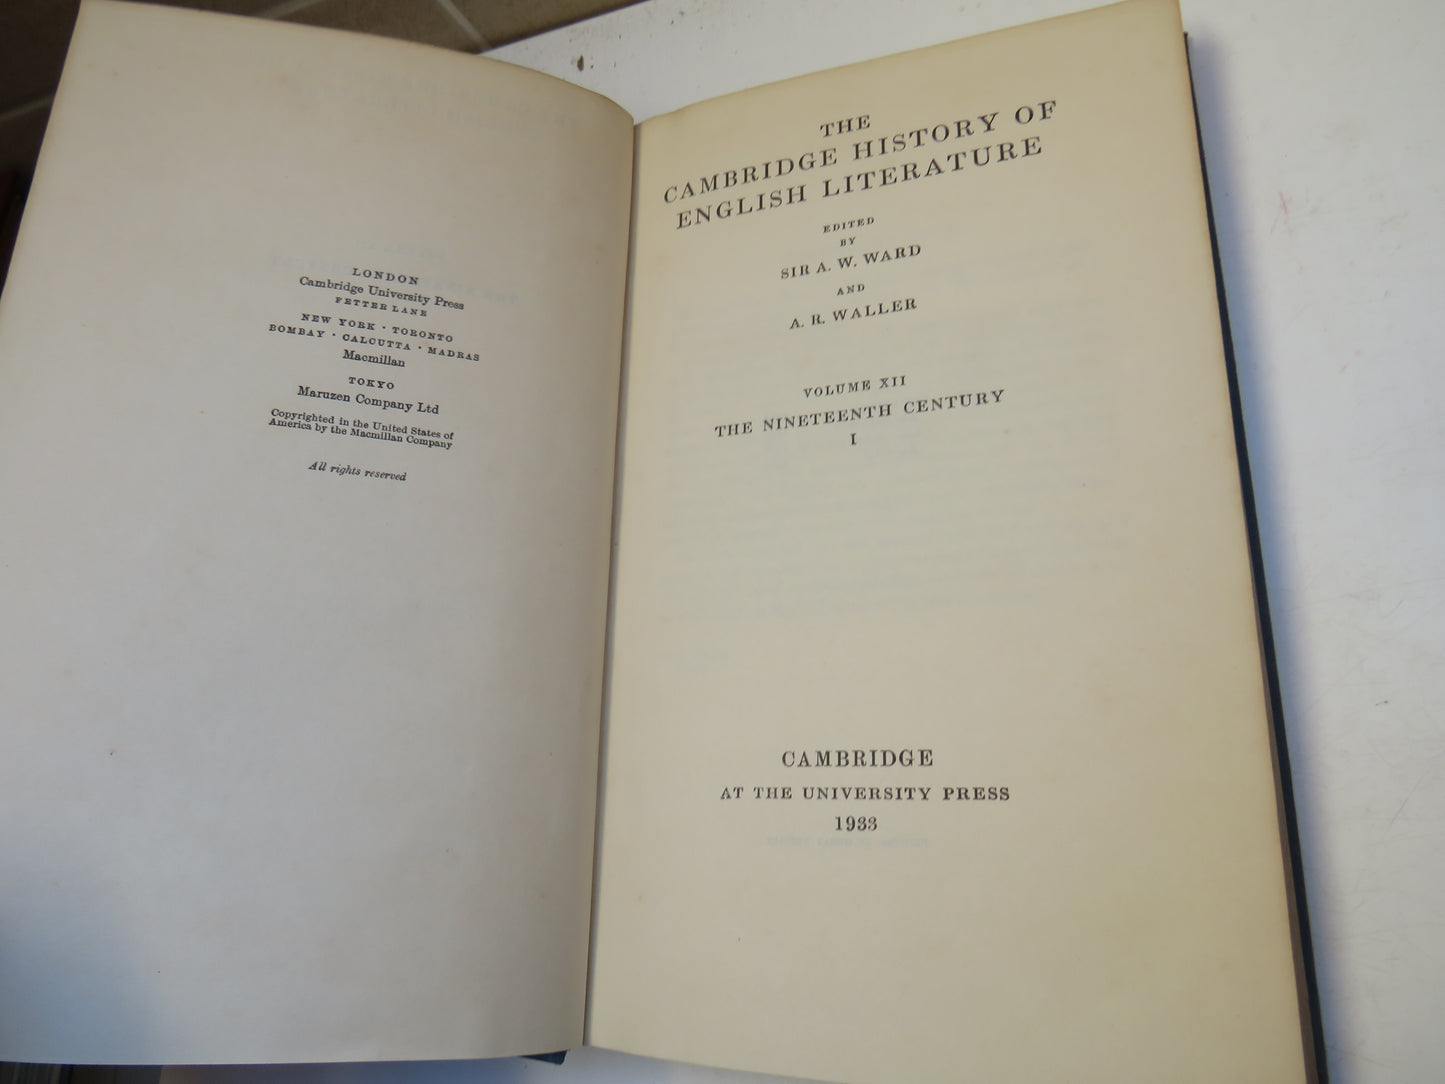 LONDON
Cambridge University Press
FETTER LANE
NEW YORK · TORONTO
BOMBAY · CALCUTTA · MADRAS
Macmillan
TOKYO
Maruzen Company Ltd
Copyrighted in the United States of
America by the Macmillan Company
All rights reserved
THE
CAMBRIDGE HISTORY OF
ENGLISH LITERATURE
EDITED
BY
SIR A. W. WARD
AND
A. R. WALLER
VOLUME XII
THE NINETEENTH CENTURY
I
CAMBRIDGE
AT THE UNIVERSITY PRESS
1933